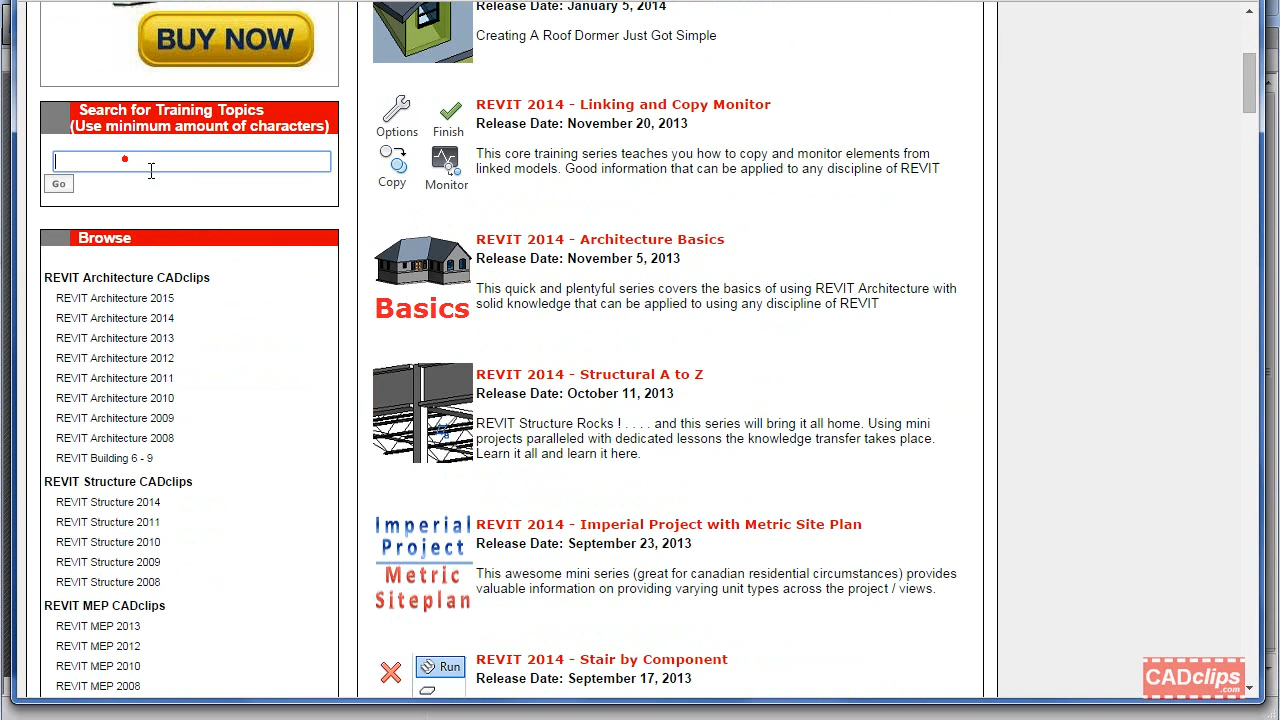 BUY NOW
Search for Training Topics
(Use minimum amount of characters)
Go
Browse
REVIT Architecture CADclips
REVIT Architecture 2015
REVIT Architecture 2014
REVIT Architecture 2013
REVIT Architecture 2012
REVIT Architecture 2011
REVIT Architecture 2010
REVIT Architecture 2009
REVIT Architecture 2008
REVIT Building 6 - 9
REVIT Structure CADclips
REVIT Structure 2014
REVIT Structure 2011
REVIT Structure 2010
REVIT Structure 2009
REVIT Structure 2008
REVIT MEP CADclips
REVIT MEP 2013
REVIT MEP 2012
REVIT MEP 2010
REVIT MEP 2008
Release Date: January 5, 2014
Creating A Roof Dormer Just Got Simple
Options Finish
Copy Monitor
REVIT 2014 - Linking and Copy Monitor
Release Date: November 20, 2013
This core training series teaches you how to copy and monitor elements from
linked models. Good information that can be applied to any discipline of REVIT
Basics
REVIT 2014 - Architecture Basics
Release Date: November 5, 2013
This quick and plentyful series covers the basics of using REVIT Architecture with
solid knowledge that can be applied to using any discipline of REVIT
REVIT 2014 - Structural A to Z
Release Date: October 11, 2013
REVIT Structure Rocks ! . . . . and this series will bring it all home. Using mini
projects paralleled with dedicated lessons the knowledge transfer takes place.
Learn it all and learn it here.
Imperial
Project
Metric
Siteplan
REVIT 2014 - Imperial Project with Metric Site Plan
Release Date: September 23, 2013
This awesome mini series (great for canadian residential circumstances) provides
valuable information on providing varying unit types across the project / views.
Run
REVIT 2014 - Stair by Component
Release Date: September 17, 2013
CADclips
.com